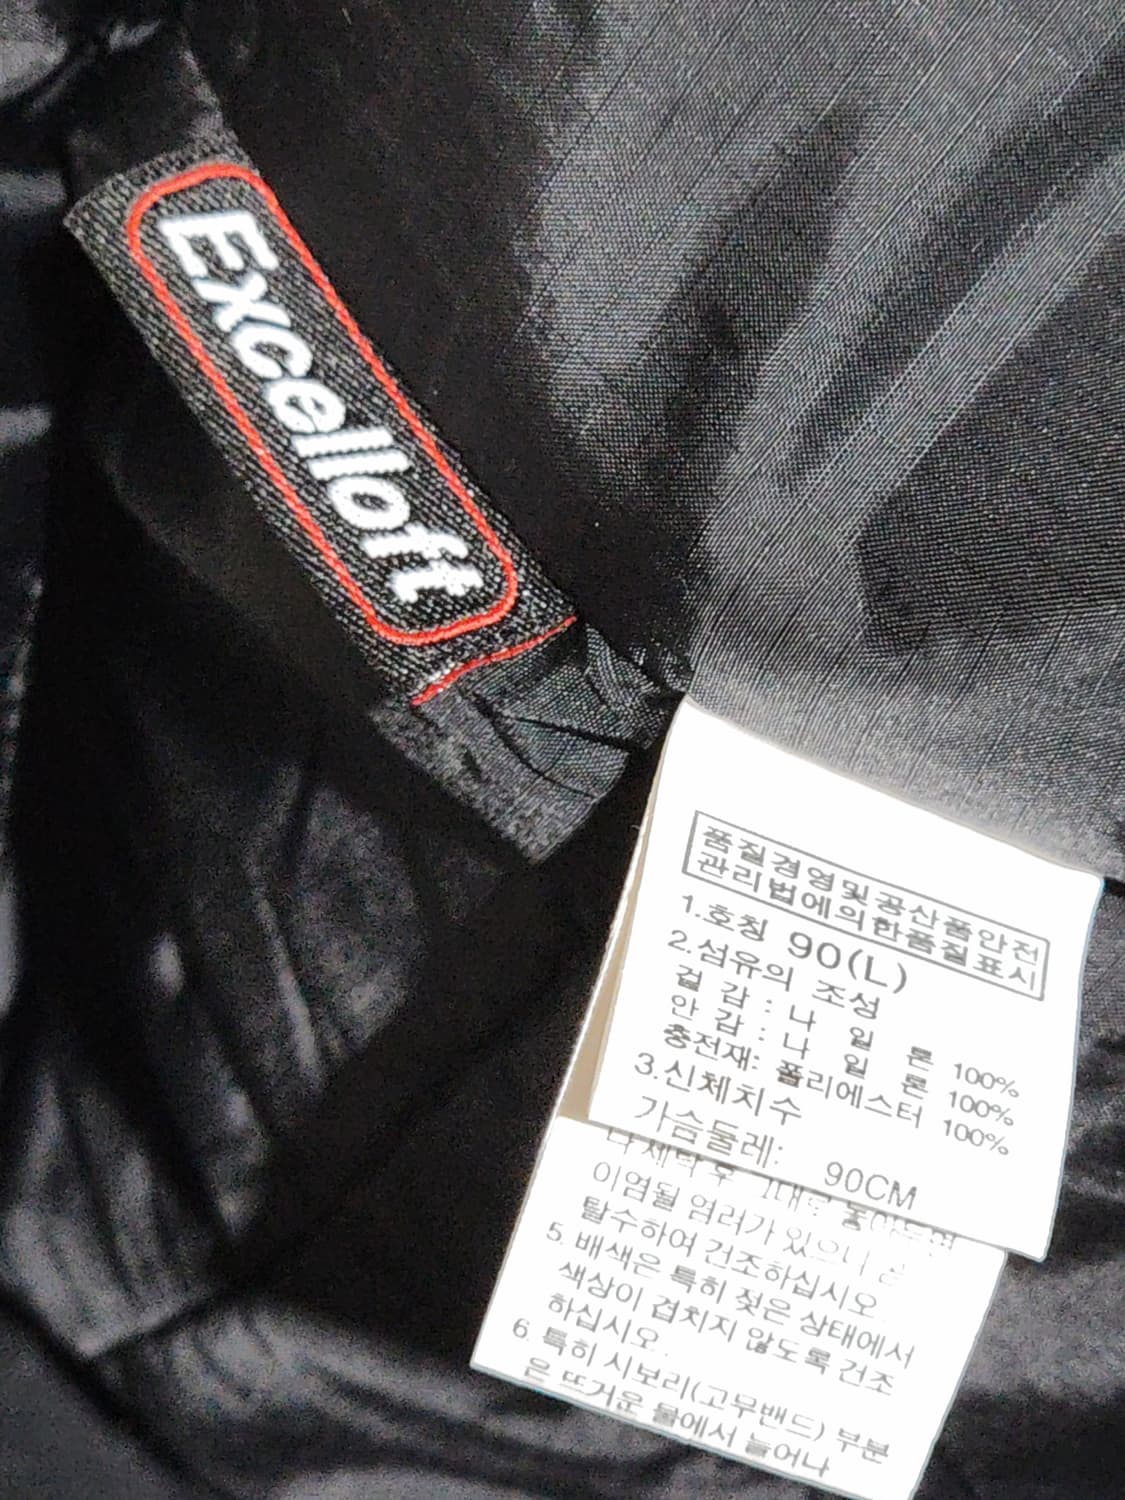 Excelloft
품질경영및공산품안전
관리법에의한품질표시
1.호칭 90(L)
2.섬유의 조성
겉 감 : 나 일 론 100%
안 감 : 나 일 론 100%
충전재: 폴리에스터 100%
3.신체치수
가슴둘레: 90CM
이염될 염려가 있으니
탈수하여 건조하십시오.
5. 배색은 특히 젖은 상태에서
색상이 겹치지 않도록 건조
하십시오.
6. 특히 시보리(고무밴드) 부분
은 뜨거운 물에서 늘어나